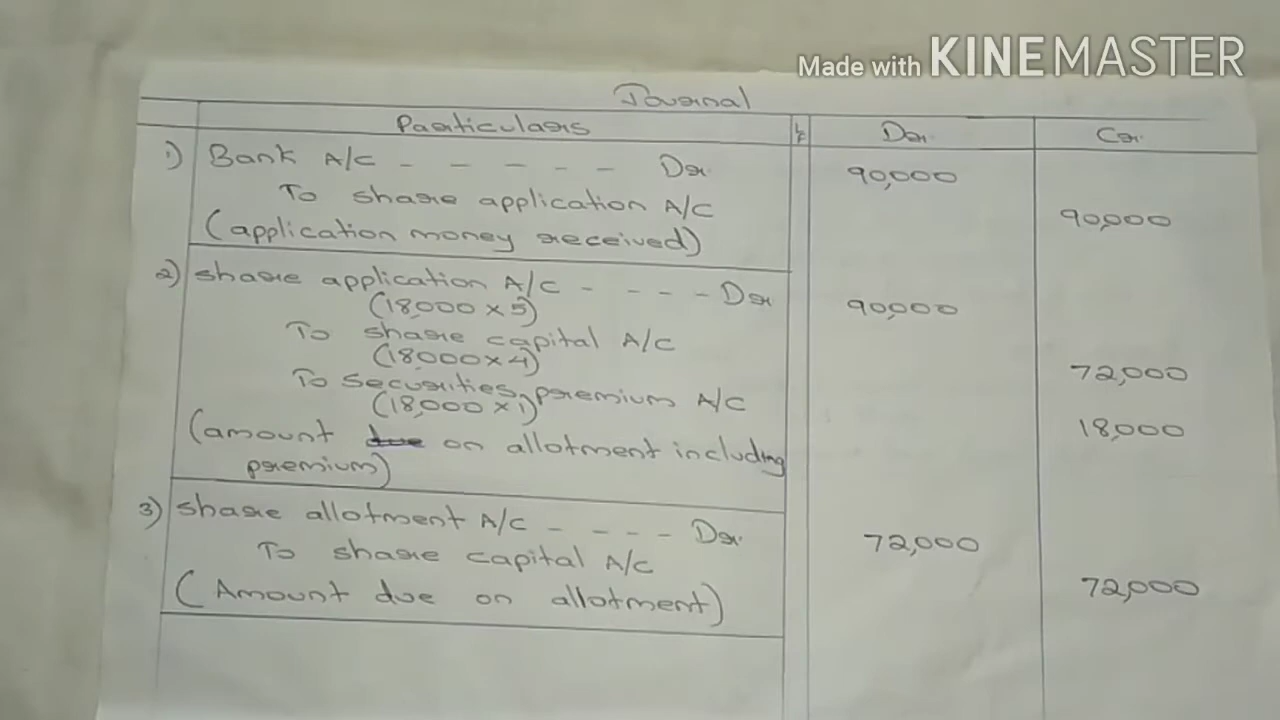 Made with KINEMASTER
Journal
Particulars L/F Dr. Cr.
1) Bank A/C - - - - - Dr. 90,000
To share application A/C 90,000
(application money received)
2) share application A/C - - - - Dr 90,000
(18,000 x 5)
To share capital A/C 72,000
(18,000 x 4)
To securities premium A/C 18,000
(18,000 x 1)
(amount due on allotment including
premium)
3) share allotment A/C - - - - Dr. 72,000
To share capital A/C 72,000
(Amount due on allotment)